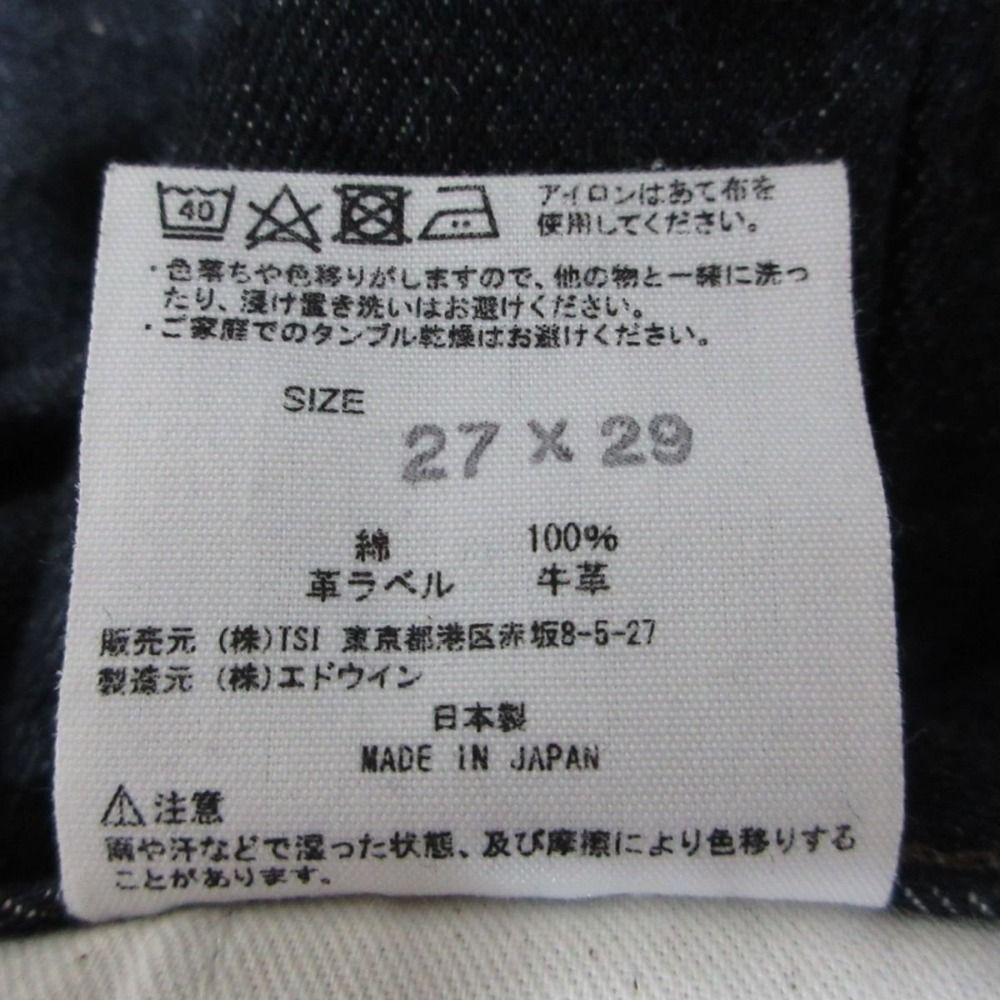 40
アイロンはあて布を
使用してください。
・色落ちや色移りがしますので、他の物と一緒に洗っ
たり、浸け置き洗いはお避けください。
・ご家庭でのタンブル乾燥はお避けください。
SIZE
27 × 29
綿 100%
革ラベル 牛革
販売元 (株)TSI 東京都港区赤坂8-5-27
製造元 (株)エドウイン
日本製
MADE IN JAPAN
⚠注意
雨や汗などで湿った状態、及び摩擦により色移りする
ことがあります。